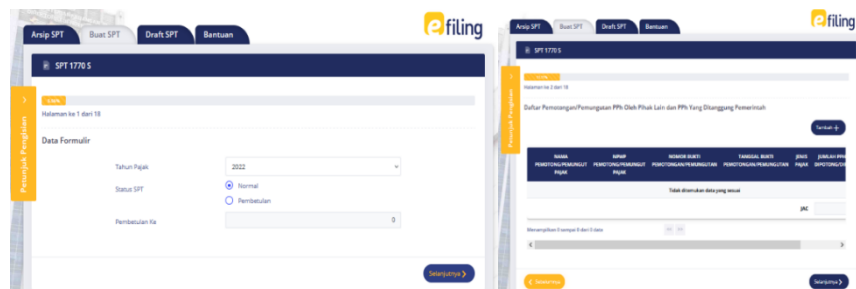 Arsip SPT
Buat SPT
Draft SPT
Bantuan
e filing
SPT 1770 S
Halaman ke 1 dari 18
Petunjuk Pengisian
Data Formulir
Tahun Pajak
2022
Status SPT
Normal
Pembetulan
Pembetulan Ke
0
Selanjutnya
Arsip SPT
Buat SPT
Draft SPT
Bantuan
e filing
SPT 1770 S
Halaman ke 2 dari 18
Petunjuk Pengisian
Daftar Pemotongan/Pemungutan PPh Oleh Pihak Lain dan PPh Yang Ditanggung Pemerintah
Tambah +
NAMA PEMOTONG/PEMUNGUT PAJAK
NPWP PEMOTONG/PEMUNGUT PAJAK
NOMOR BUKTI PEMOTONGAN/PEMUNGUTAN
TANGGAL BUKTI PEMOTONGAN/PEMUNGUTAN
JENIS PAJAK
JUMLAH PPH
Tidak ditemukan data yang sesuai
Menampilkan 0 sampai 0 dari 0 data
<< >>
Selanjutnya